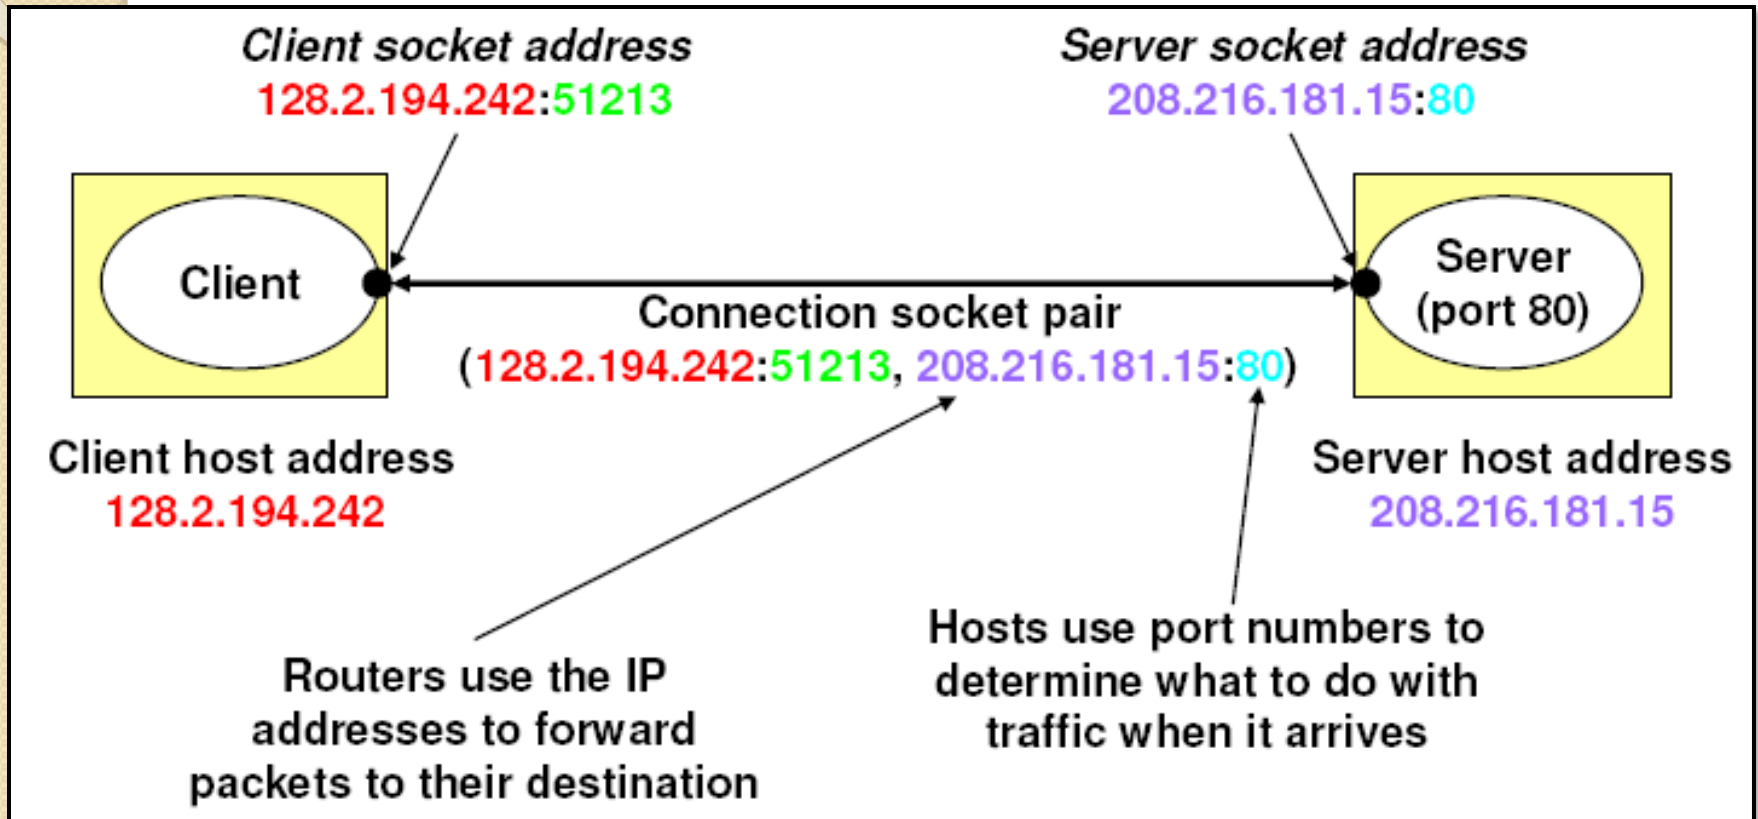 Client socket address
128.2.194.242:51213
Server socket address
208.216.181.15:80
Client
Server
(port 80)
Connection socket pair
(128.2.194.242:51213, 208.216.181.15:80)
Client host address
128.2.194.242
Server host address
208.216.181.15
Routers use the IP
addresses to forward
packets to their destination
Hosts use port numbers to
determine what to do with
traffic when it arrives